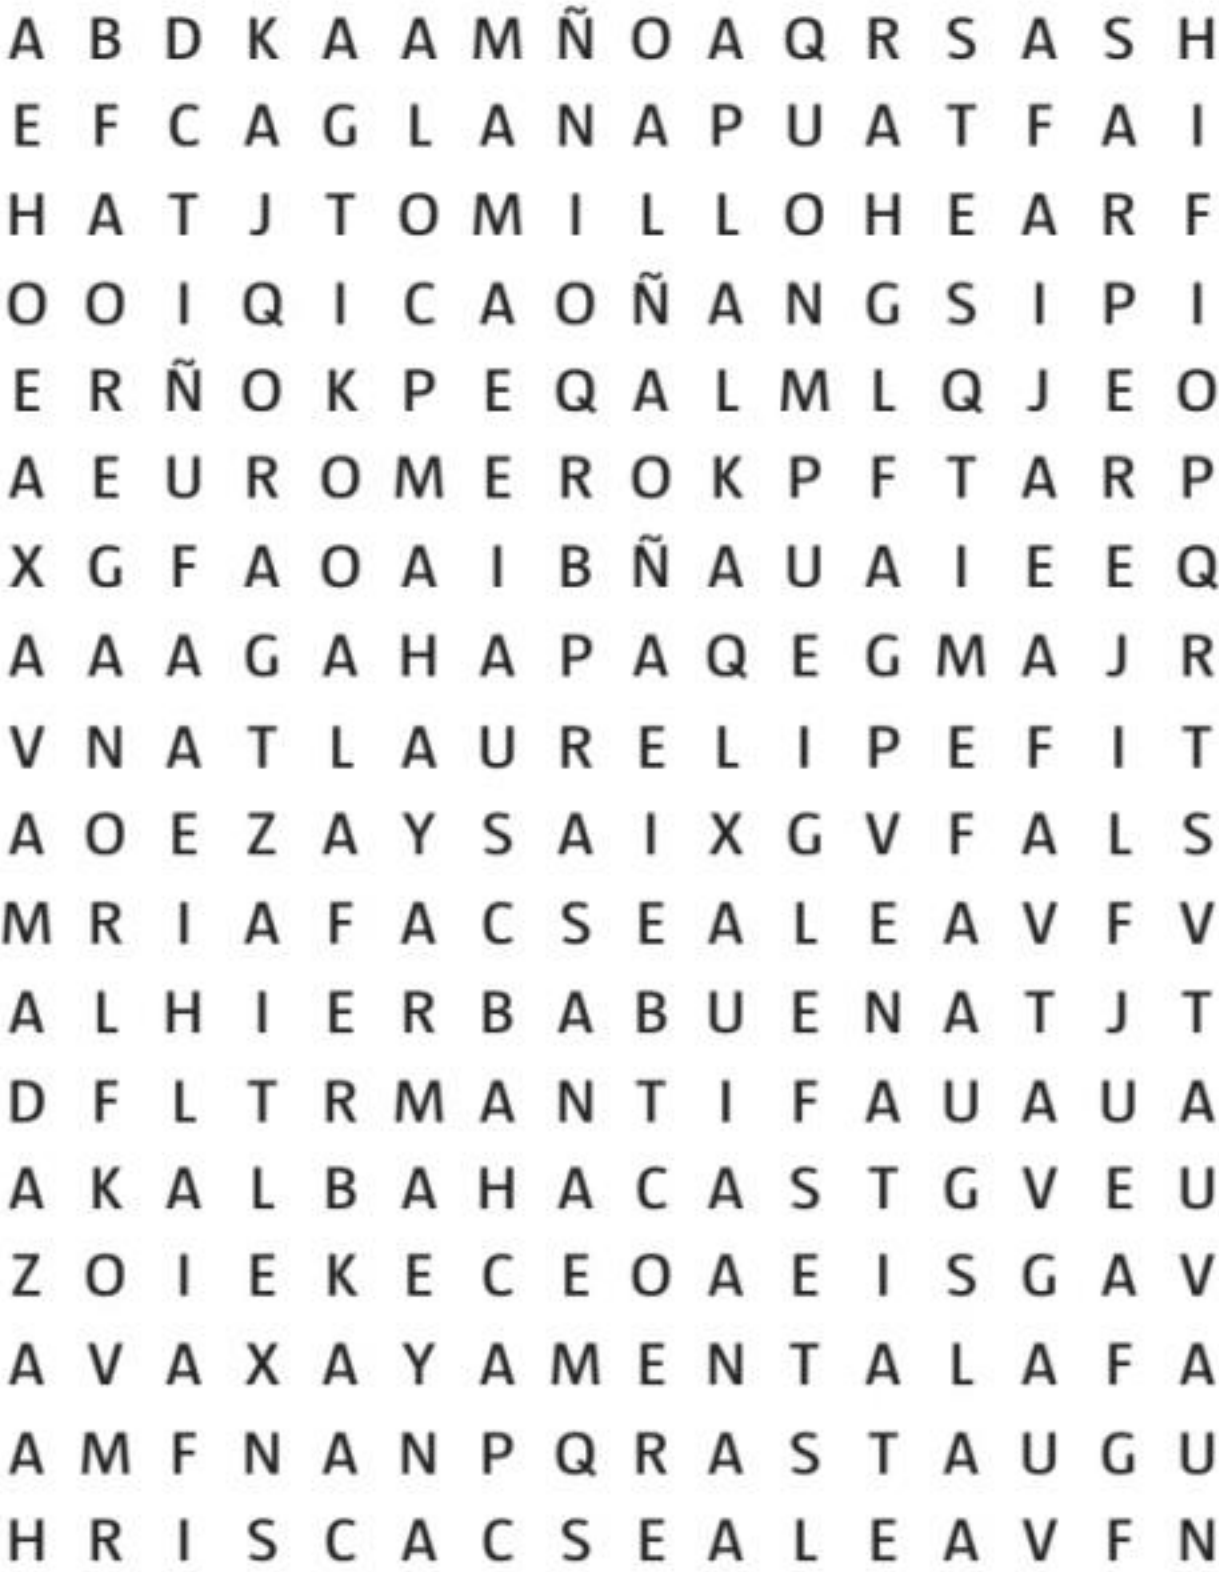 A B D K A A M Ñ O A Q R S A S H
E F C A G L A N A P U A T F A I
H A T J T O M I L L O H E A R F
O O I Q I C A O Ñ A N G S I P I
E R Ñ O K P E Q A L M L Q J E O
A E U R O M E R O K P F T A R P
X G F A O A I B Ñ A U A I E E Q
A A A G A H A P A Q E G M A J R
V N A T L A U R E L I P E F I T
A O E Z A Y S A I X G V F A L S
M R I A F A C S E A L E A V F V
A L H I E R B A B U E N A T J T
D F L T R M A N T I F A U A U A
A K A L B A H A C A S T G V E U
Z O I E K E C E O A E I S G A V
A V A X A Y A M E N T A L A F A
A M F N A N P Q R A S T A U G U
H R I S C A C S E A L E A V F N